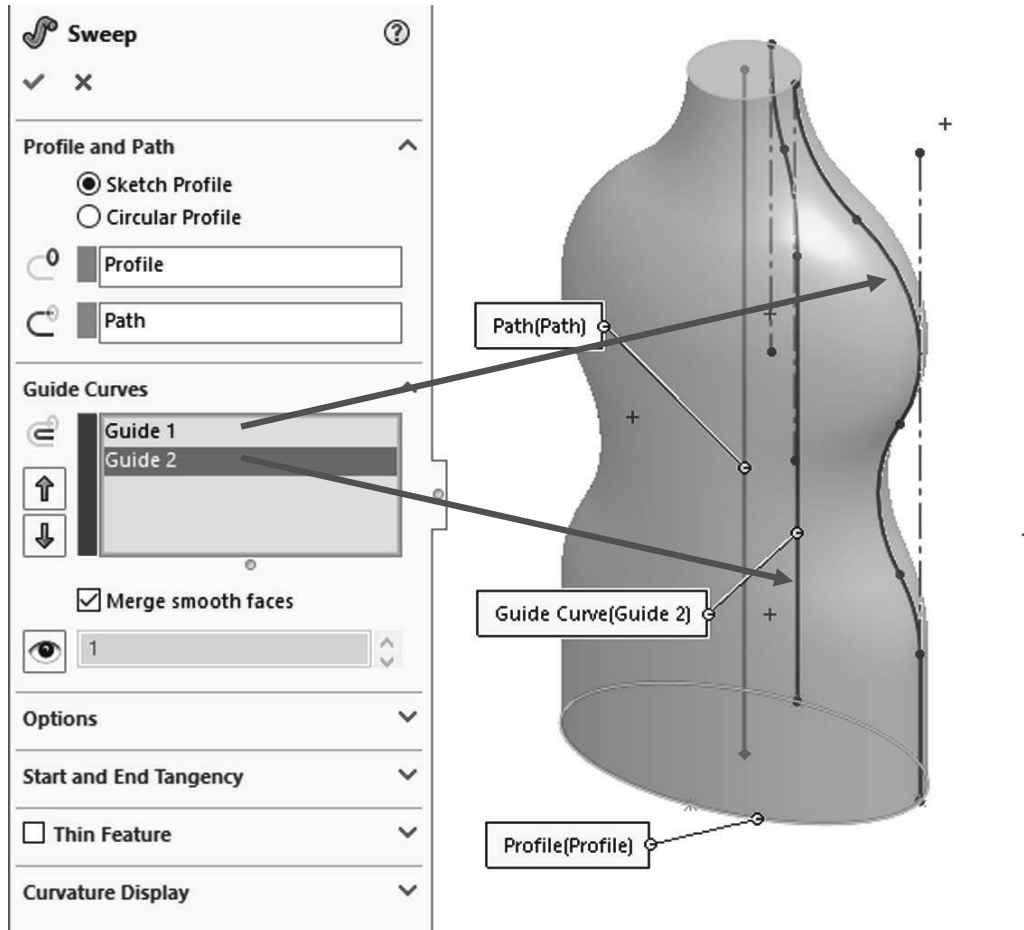 Sweep
Profile and Path
Sketch Profile
Circular Profile
Profile
Path
Guide Curves
Guide 1
Guide 2
Merge smooth faces
1
Options
Start and End Tangency
Thin Feature
Curvature Display
Path(Path)
Guide Curve(Guide 2)
Profile(Profile)